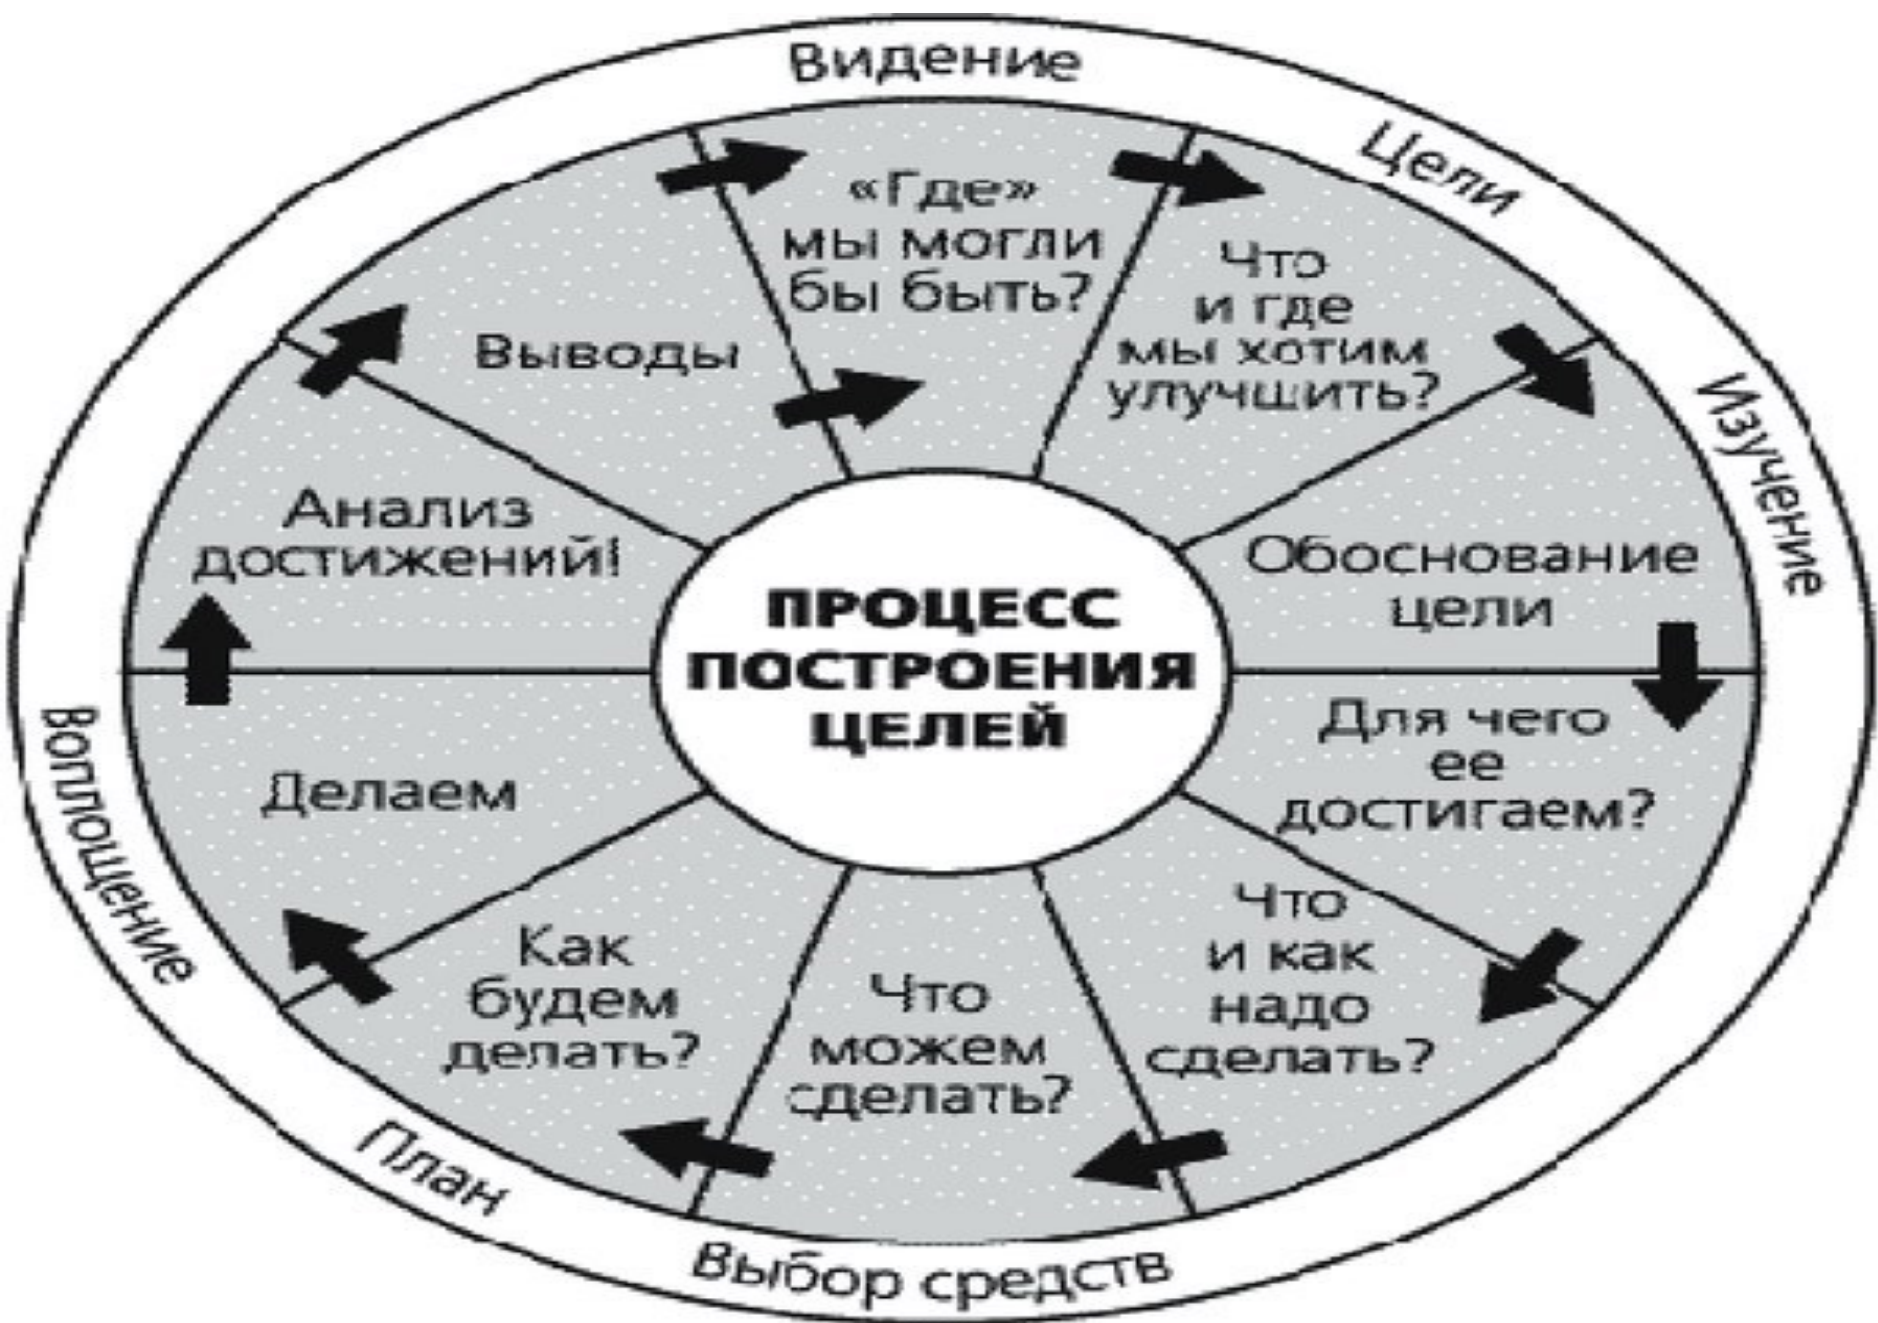 Видение
Цели
Изучение
Выбор средств
План
Воплощение
«Где»
мы могли
бы быть?
Что
и где
мы хотим
улучшить?
Обоснование
цели
Для чего
ее
достигаем?
Что
и как
надо
сделать?
Что
можем
сделать?
Как
будем
делать?
Делаем
Анализ
достижений!
Выводы
ПРОЦЕСС
ПОСТРОЕНИЯ
ЦЕЛЕЙ